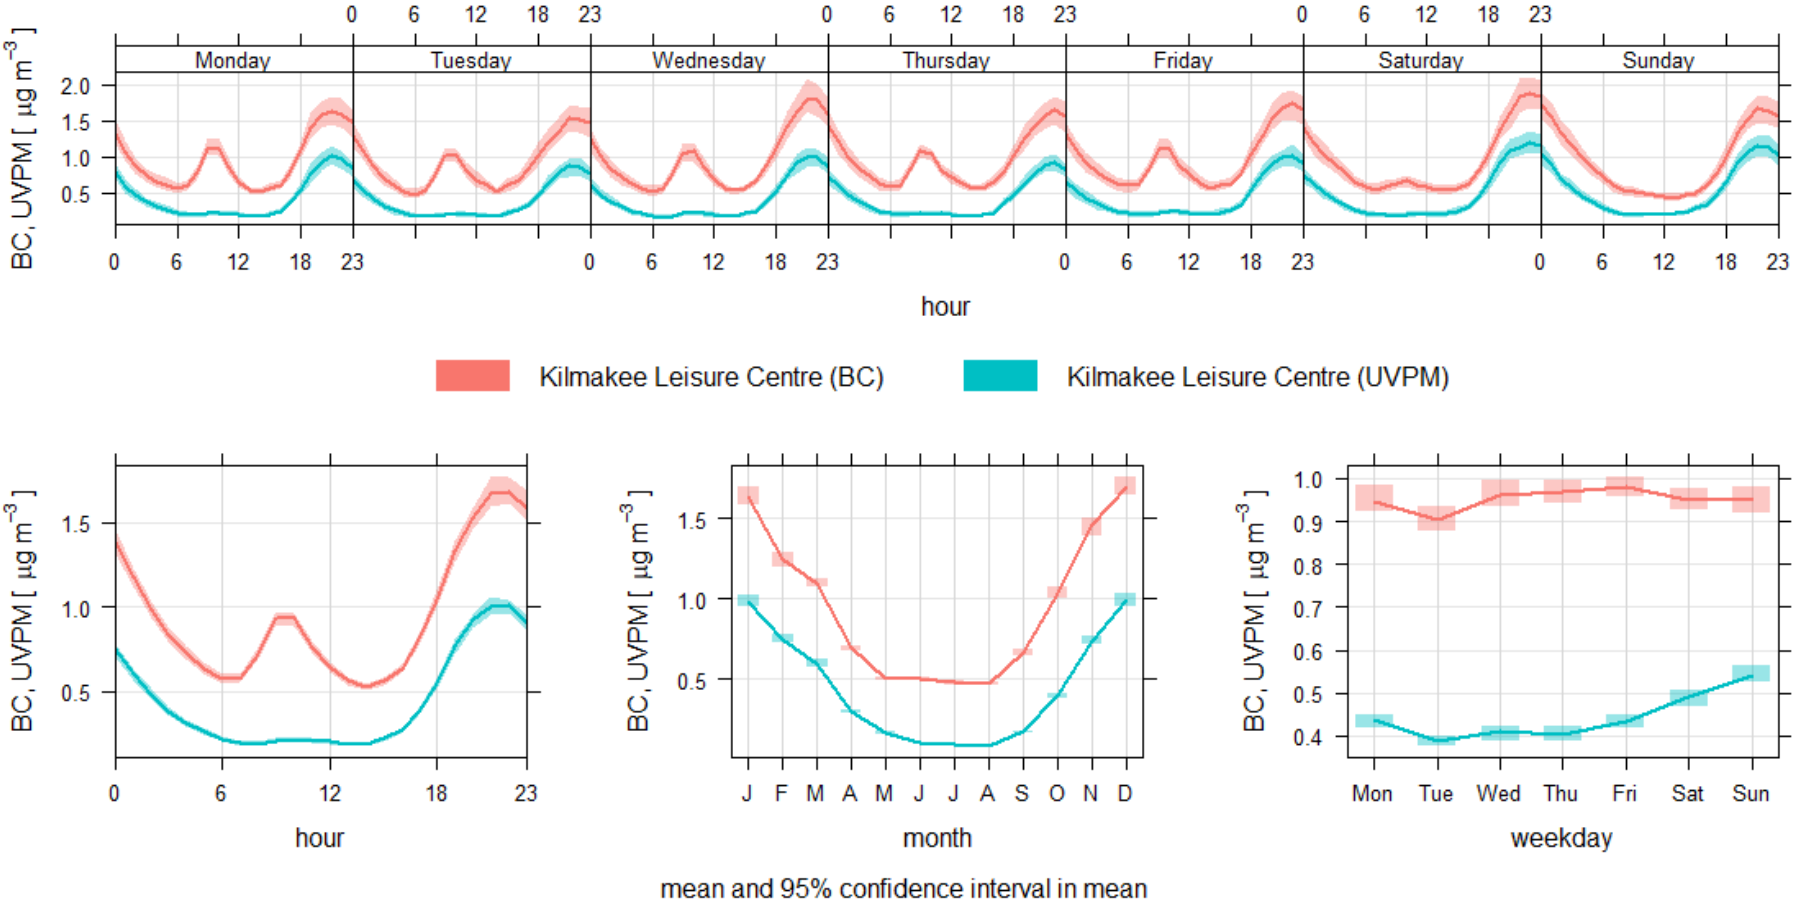 0 6 12 18 23 0 6 12 18 23 0 6 12 18 23
Monday Tuesday Wednesday Thursday Friday Saturday Sunday
BC, UVPM [ μg m⁻³ ]
2.0
1.5
1.0
0.5
0 6 12 18 23 0 6 12 18 23 0 6 12 18 23 0 6 12 18 23
hour
Kilmakee Leisure Centre (BC) Kilmakee Leisure Centre (UVPM)
BC, UVPM [ μg m⁻³ ]
1.5
1.0
0.5
0 6 12 18 23
hour
BC, UVPM [ μg m⁻³ ]
1.5
1.0
0.5
J F M A M J J A S O N D
month
BC, UVPM [ μg m⁻³ ]
1.0
0.9
0.8
0.7
0.6
0.5
0.4
Mon Tue Wed Thu Fri Sat Sun
weekday
mean and 95% confidence interval in mean